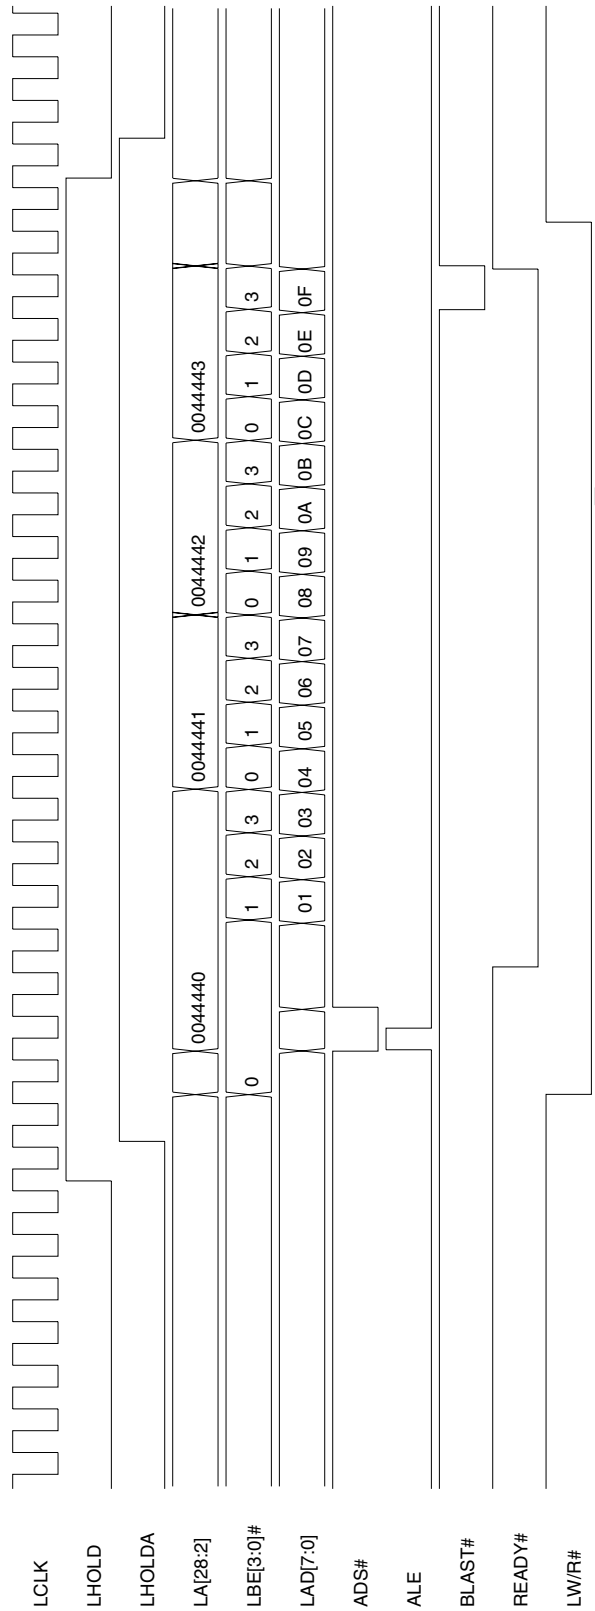 LCLK
LHOLD
LHOLDA
LA[28:2] 0044440 0044441 0044442 0044443
LBE[3:0]# 0 1 2 3 0 1 2 3 0 1 2 3 0 1 2 3
LAD[7:0] 01 02 03 04 05 06 07 08 09 0A 0B 0C 0D 0E 0F
ADS#
ALE
BLAST#
READY#
LW/R#